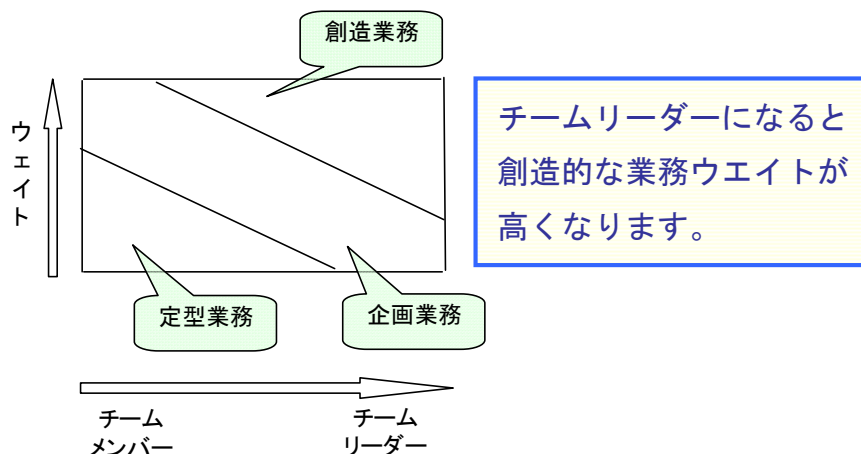 創造業務
チームリーダーになると
創造的な業務ウエイトが
高くなります。
ウェイト
定型業務
企画業務
チーム
メンバー
チーム
リーダー